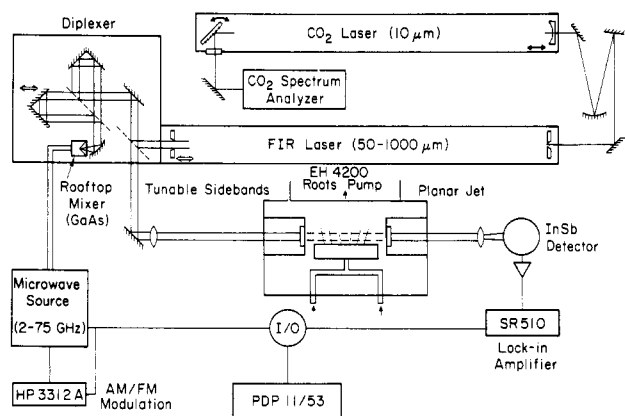 Diplexer
CO2 Laser (10 μm)
CO2 Spectrum
Analyzer
FIR Laser (50-1000 μm)
Rooftop
Mixer
(GaAs)
Tunable Sidebands
EH 4200
Roots Pump
Planar Jet
InSb
Detector
Microwave
Source
(2-75 GHz)
I/O
SR510
Lock-in
Amplifier
HP 3312A
AM/FM
Modulation
PDP 11/53